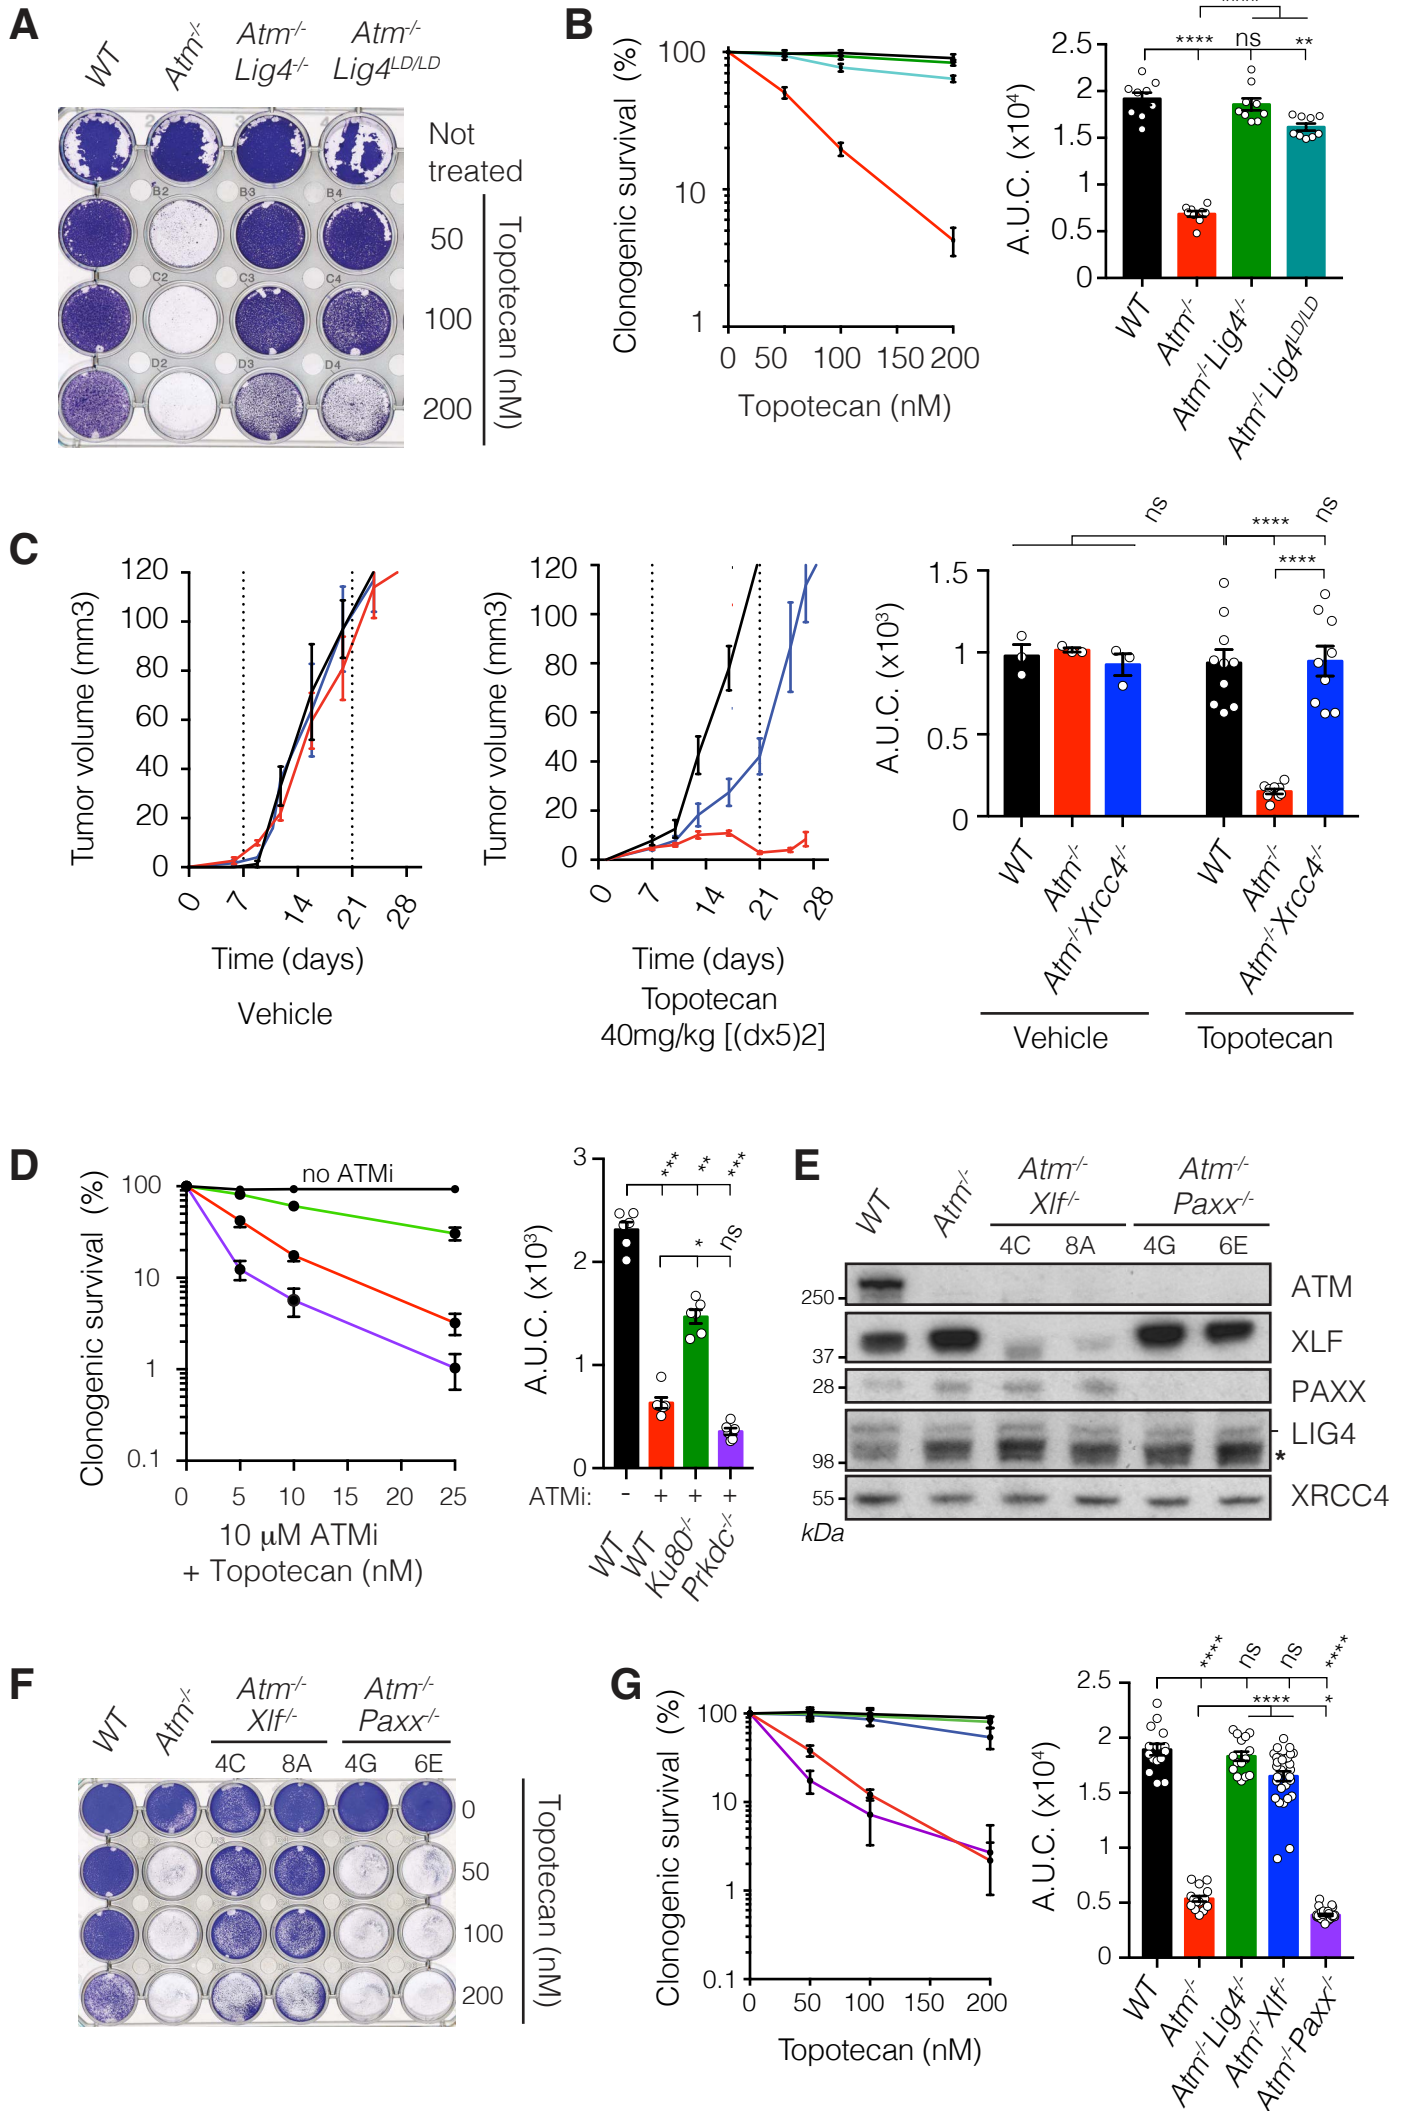 A
WT
Atm-/-
Atm-/-
Lig4-/-
Atm-/-
Lig4LD/LD
Not
treated
50
100
200
Topotecan (nM)
B2
B3
B4
C2
C3
C4
D2
D3
D4
B
Clonogenic survival (%)
100
10
1
0 50 100 150 200
Topotecan (nM)
A.U.C. (x10⁴)
2.5
2
1.5
1
0.5
0
**** ns **
WT
Atm-/-
Atm-/-Lig4-/-
Atm-/-Lig4LD/LD
C
Tumor volume (mm3)
120
100
80
60
40
20
0
0 7 14 21 28
Time (days)
Vehicle
Tumor volume (mm3)
120
100
80
60
40
20
0
0 7 14 21 28
Time (days)
Topotecan
40mg/kg [(dx5)2]
A.U.C. (x10³)
1.5
1
0.5
0
ns **** ns
****
WT
Atm-/-
Atm-/-Xrcc4-/-
WT
Atm-/-
Atm-/-Xrcc4-/-
Vehicle
Topotecan
D
Clonogenic survival (%)
100
10
1
0.1
no ATMi
0 5 10 15 20 25
10 µM ATMi
+ Topotecan (nM)
A.U.C. (x10³)
3
2
1
0
*** ** ***
* ns
ATMi: - + + +
WT
WT
Ku80-/-
Prkdc-/-
E
WT
Atm-/-
Atm-/-
Xlf-/-
Atm-/-
Paxx-/-
4C 8A 4G 6E
250 ATM
37 XLF
28 PAXX
98 LIG4
*
55 XRCC4
kDa
F
WT
Atm-/-
Atm-/-
Xlf-/-
Atm-/-
Paxx-/-
4C 8A 4G 6E
0
50
100
200
Topotecan (nM)
G
Clonogenic survival (%)
100
10
1
0.1
0 50 100 150 200
Topotecan (nM)
A.U.C. (x10⁴)
2.5
2
1.5
1
0.5
0
**** ns ns ****
**** *
WT
Atm-/-
Atm-/-Lig4-/-
Atm-/-Xlf-/-
Atm-/-Paxx-/-